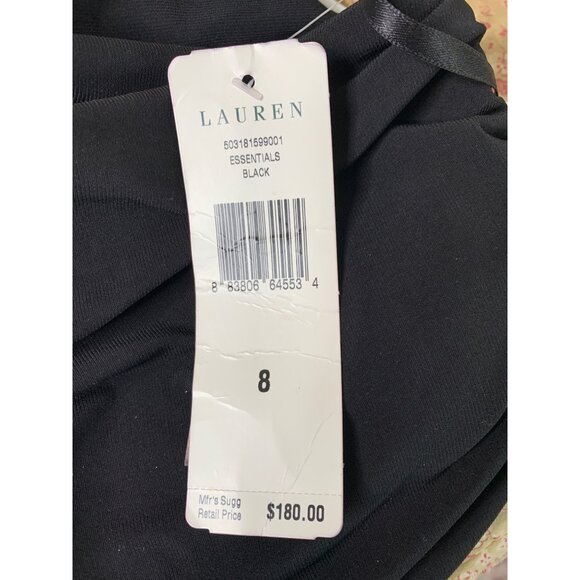 LAUREN
503181599001
ESSENTIALS
BLACK
8 83806 64553 4
8
Mfr's Sugg
Retail Price $180.00